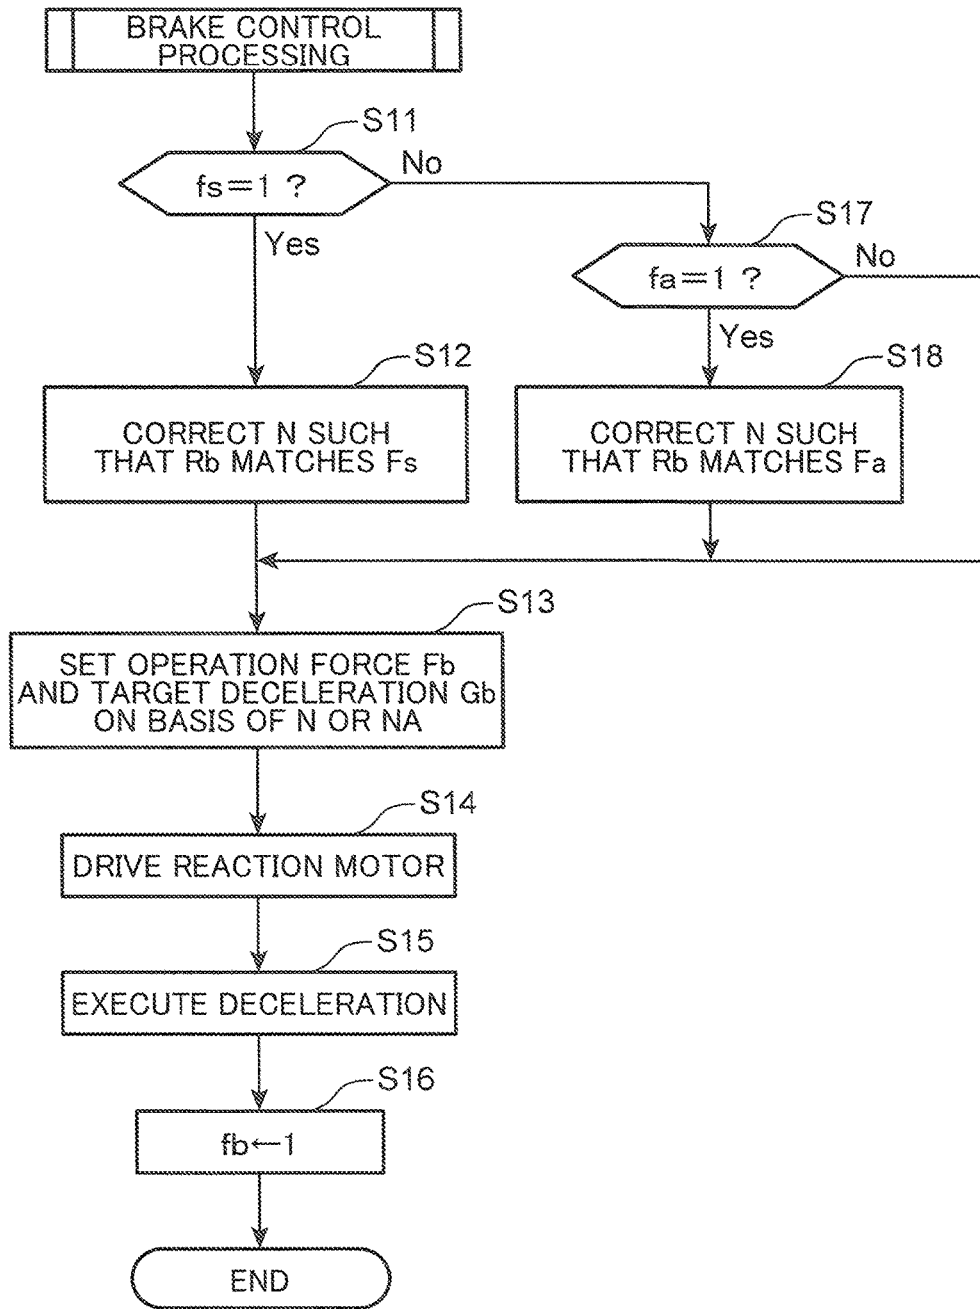 BRAKE CONTROL
PROCESSING
S11
fs=1 ?
No
Yes
S17
fa=1 ?
No
Yes
S12
CORRECT N SUCH
THAT Rb MATCHES Fs
S18
CORRECT N SUCH
THAT Rb MATCHES Fa
S13
SET OPERATION FORCE Fb
AND TARGET DECELERATION Gb
ON BASIS OF N OR NA
S14
DRIVE REACTION MOTOR
S15
EXECUTE DECELERATION
S16
fb←1
END